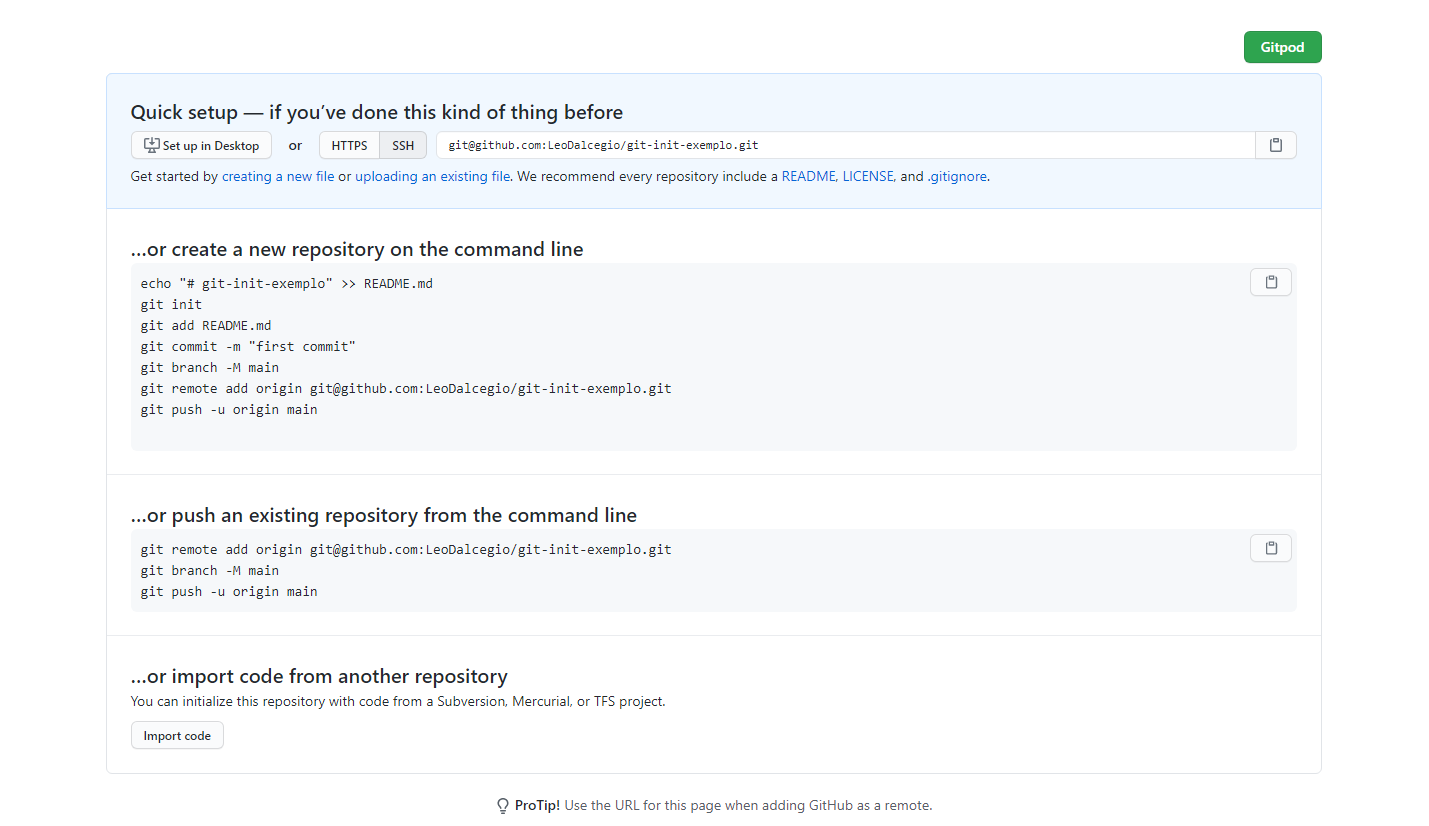 Gitpod
Quick setup — if you’ve done this kind of thing before
Set up in Desktop or HTTPS SSH git@github.com:LeoDalcegio/git-init-exemplo.git
Get started by creating a new file or uploading an existing file. We recommend every repository include a README, LICENSE, and .gitignore.
…or create a new repository on the command line
echo "# git-init-exemplo" >> README.md
git init
git add README.md
git commit -m "first commit"
git branch -M main
git remote add origin git@github.com:LeoDalcegio/git-init-exemplo.git
git push -u origin main
…or push an existing repository from the command line
git remote add origin git@github.com:LeoDalcegio/git-init-exemplo.git
git branch -M main
git push -u origin main
…or import code from another repository
You can initialize this repository with code from a Subversion, Mercurial, or TFS project.
Import code
ProTip! Use the URL for this page when adding GitHub as a remote.